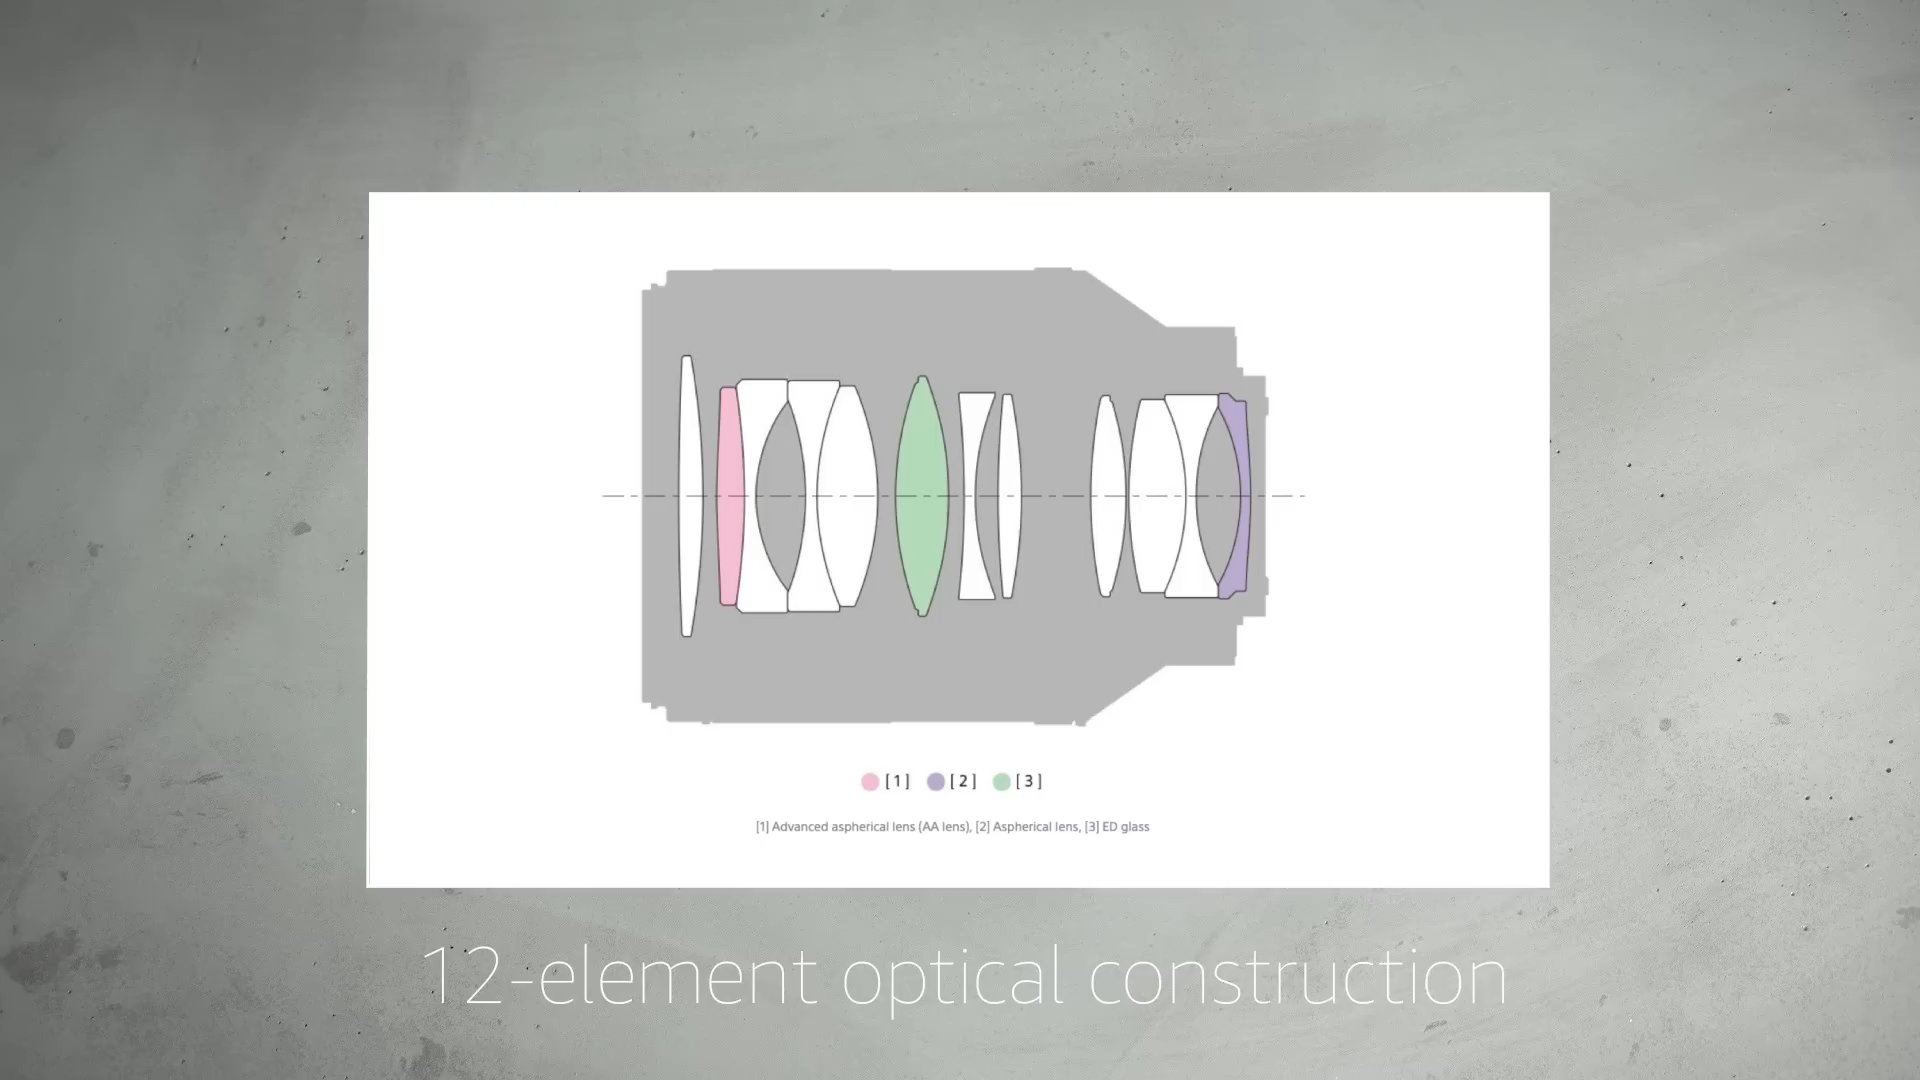 [1] [2] [3]
[1] Advanced aspherical lens (AA lens), [2] Aspherical lens, [3] ED glass
12-element optical construction